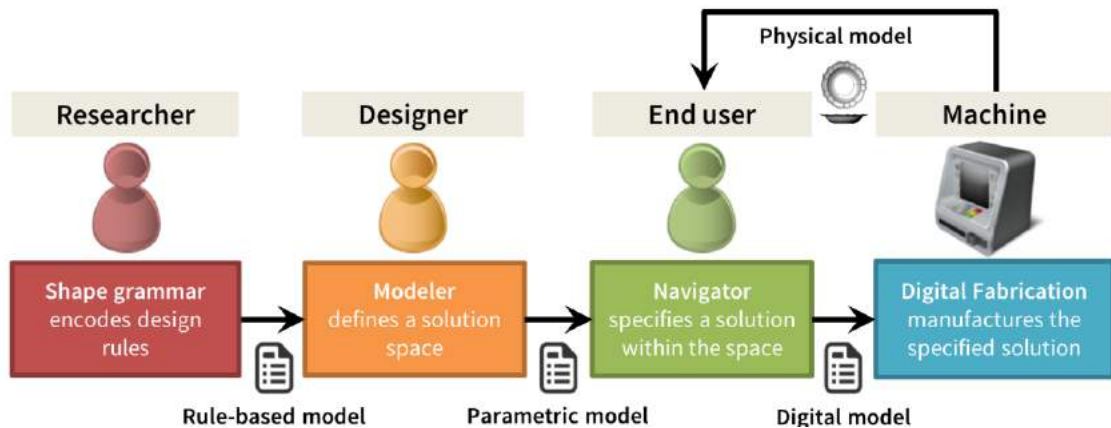 Physical model
Researcher
Designer
End user
Machine
Shape grammar
encodes design
rules
Modeler
defines a solution
space
Navigator
specifies a solution
within the space
Digital Fabrication
manufactures the
specified solution
Rule-based model
Parametric model
Digital model